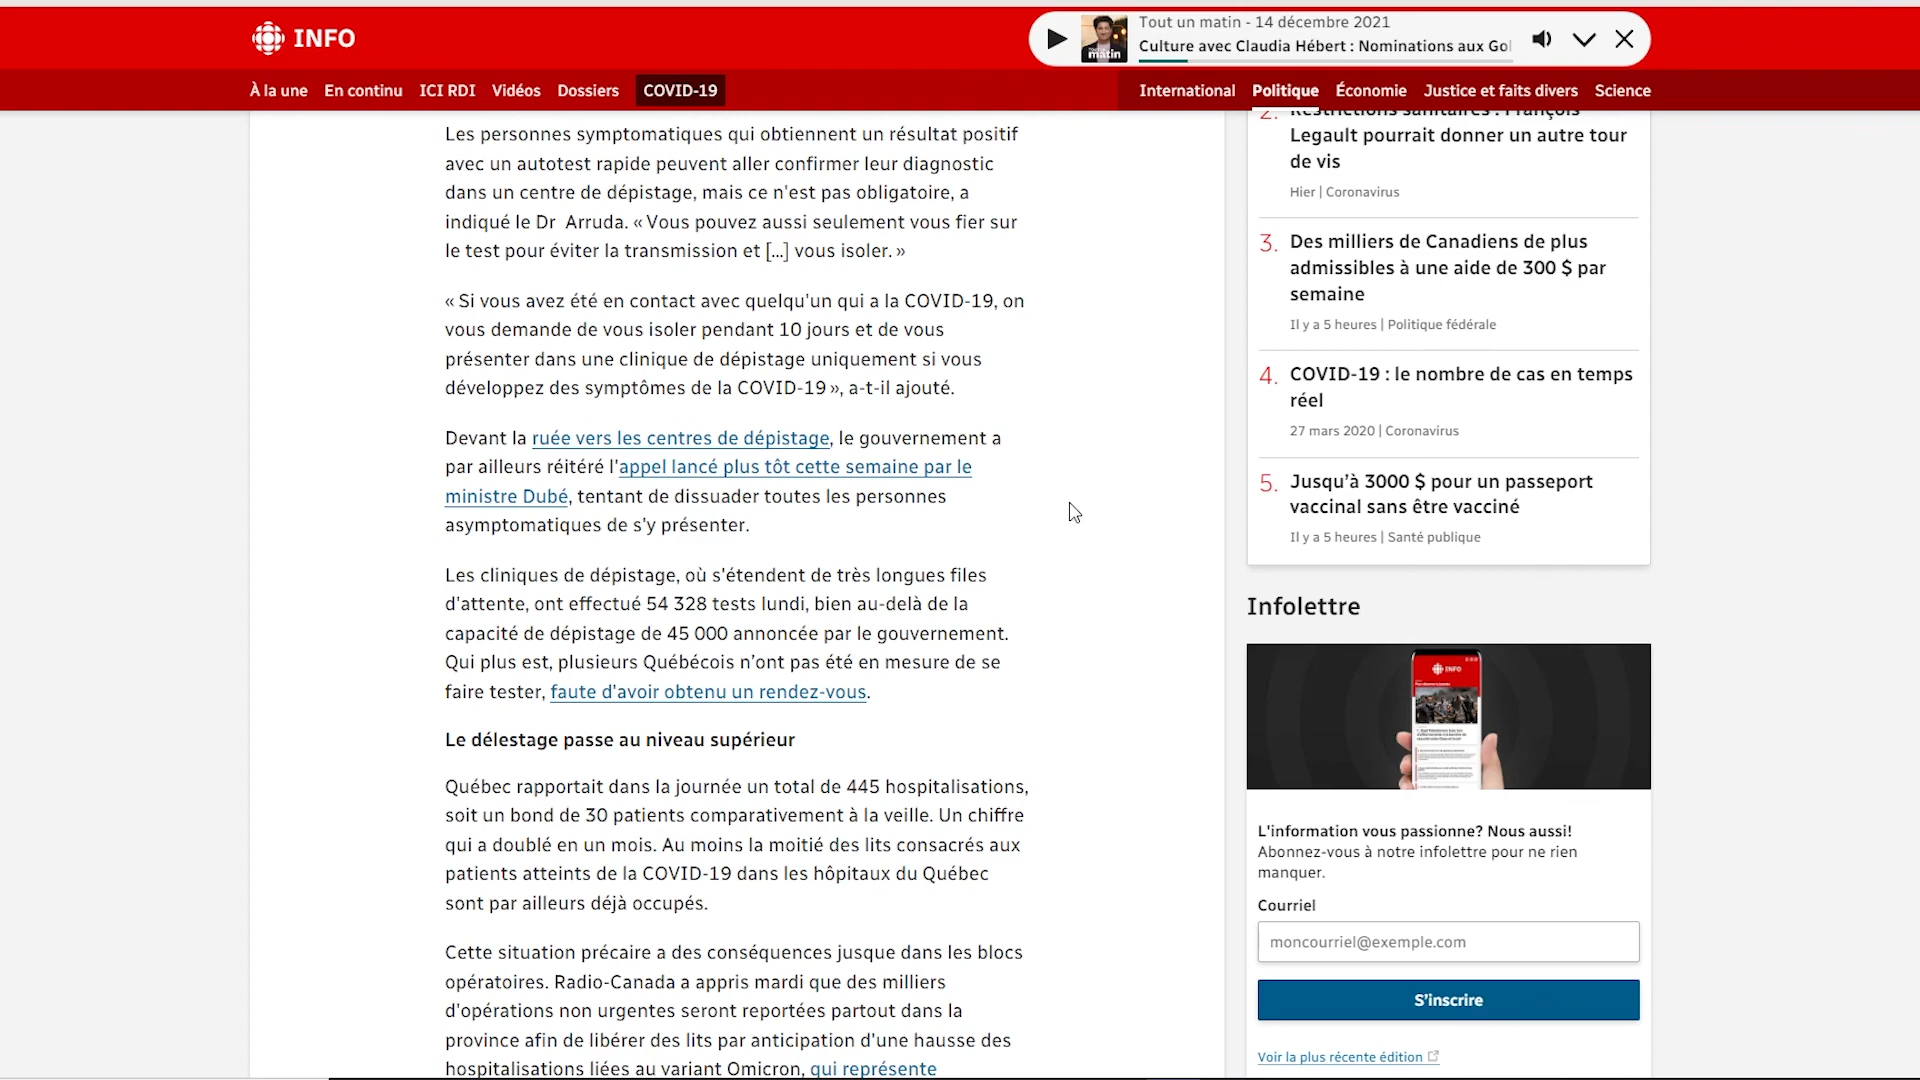 INFO
Tout un matin - 14 décembre 2021
Culture avec Claudia Hébert : Nominations aux Gol
matin
À la une En continu ICI RDI Vidéos Dossiers COVID-19 International Politique Économie Justice et faits divers Science
Les personnes symptomatiques qui obtiennent un résultat positif
avec un autotest rapide peuvent aller confirmer leur diagnostic
dans un centre de dépistage, mais ce n'est pas obligatoire, a
indiqué le Dr Arruda. « Vous pouvez aussi seulement vous fier sur
le test pour éviter la transmission et [...] vous isoler. »
« Si vous avez été en contact avec quelqu'un qui a la COVID-19, on
vous demande de vous isoler pendant 10 jours et de vous
présenter dans une clinique de dépistage uniquement si vous
développez des symptômes de la COVID-19 », a-t-il ajouté.
Devant la ruée vers les centres de dépistage, le gouvernement a
par ailleurs réitéré l'appel lancé plus tôt cette semaine par le
ministre Dubé, tentant de dissuader toutes les personnes
asymptomatiques de s'y présenter.
Les cliniques de dépistage, où s'étendent de très longues files
d'attente, ont effectué 54 328 tests lundi, bien au-delà de la
capacité de dépistage de 45 000 annoncée par le gouvernement.
Qui plus est, plusieurs Québécois n’ont pas été en mesure de se
faire tester, faute d'avoir obtenu un rendez-vous.
Le délestage passe au niveau supérieur
Québec rapportait dans la journée un total de 445 hospitalisations,
soit un bond de 30 patients comparativement à la veille. Un chiffre
qui a doublé en un mois. Au moins la moitié des lits consacrés aux
patients atteints de la COVID-19 dans les hôpitaux du Québec
sont par ailleurs déjà occupés.
Cette situation précaire a des conséquences jusque dans les blocs
opératoires. Radio-Canada a appris mardi que des milliers
d'opérations non urgentes seront reportées partout dans la
province afin de libérer des lits par anticipation d'une hausse des
hospitalisations liées au variant Omicron, qui représente
2. Restrictions sanitaires : François
Legault pourrait donner un autre tour
de vis
Hier | Coronavirus
3. Des milliers de Canadiens de plus
admissibles à une aide de 300 $ par
semaine
Il y a 5 heures | Politique fédérale
4. COVID-19 : le nombre de cas en temps
réel
27 mars 2020 | Coronavirus
5. Jusqu’à 3000 $ pour un passeport
vaccinal sans être vacciné
Il y a 5 heures | Santé publique
Infolettre
INFO
L'information vous passionne? Nous aussi!
Abonnez-vous à notre infolettre pour ne rien
manquer.
Courriel
moncourriel@exemple.com
S’inscrire
Voir la plus récente édition